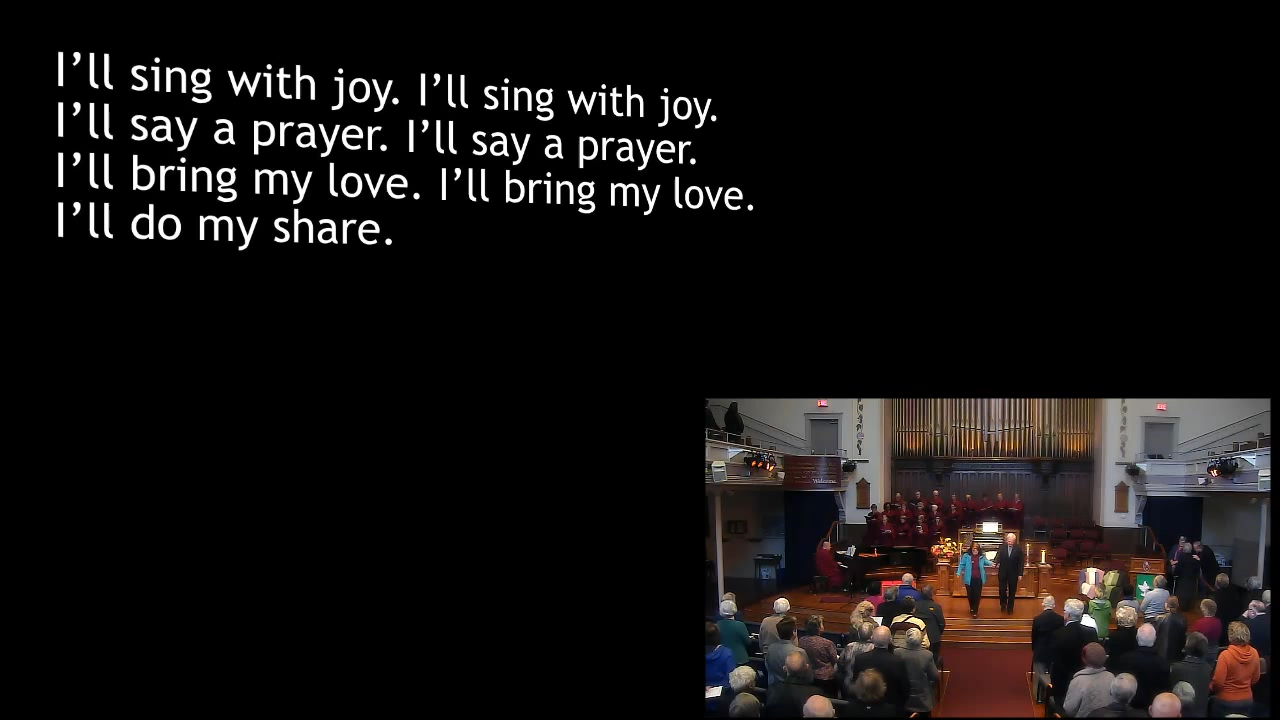 I’ll sing with joy. I’ll sing with joy.
I’ll say a prayer. I’ll say a prayer.
I’ll bring my love. I’ll bring my love.
I’ll do my share.
Welcome